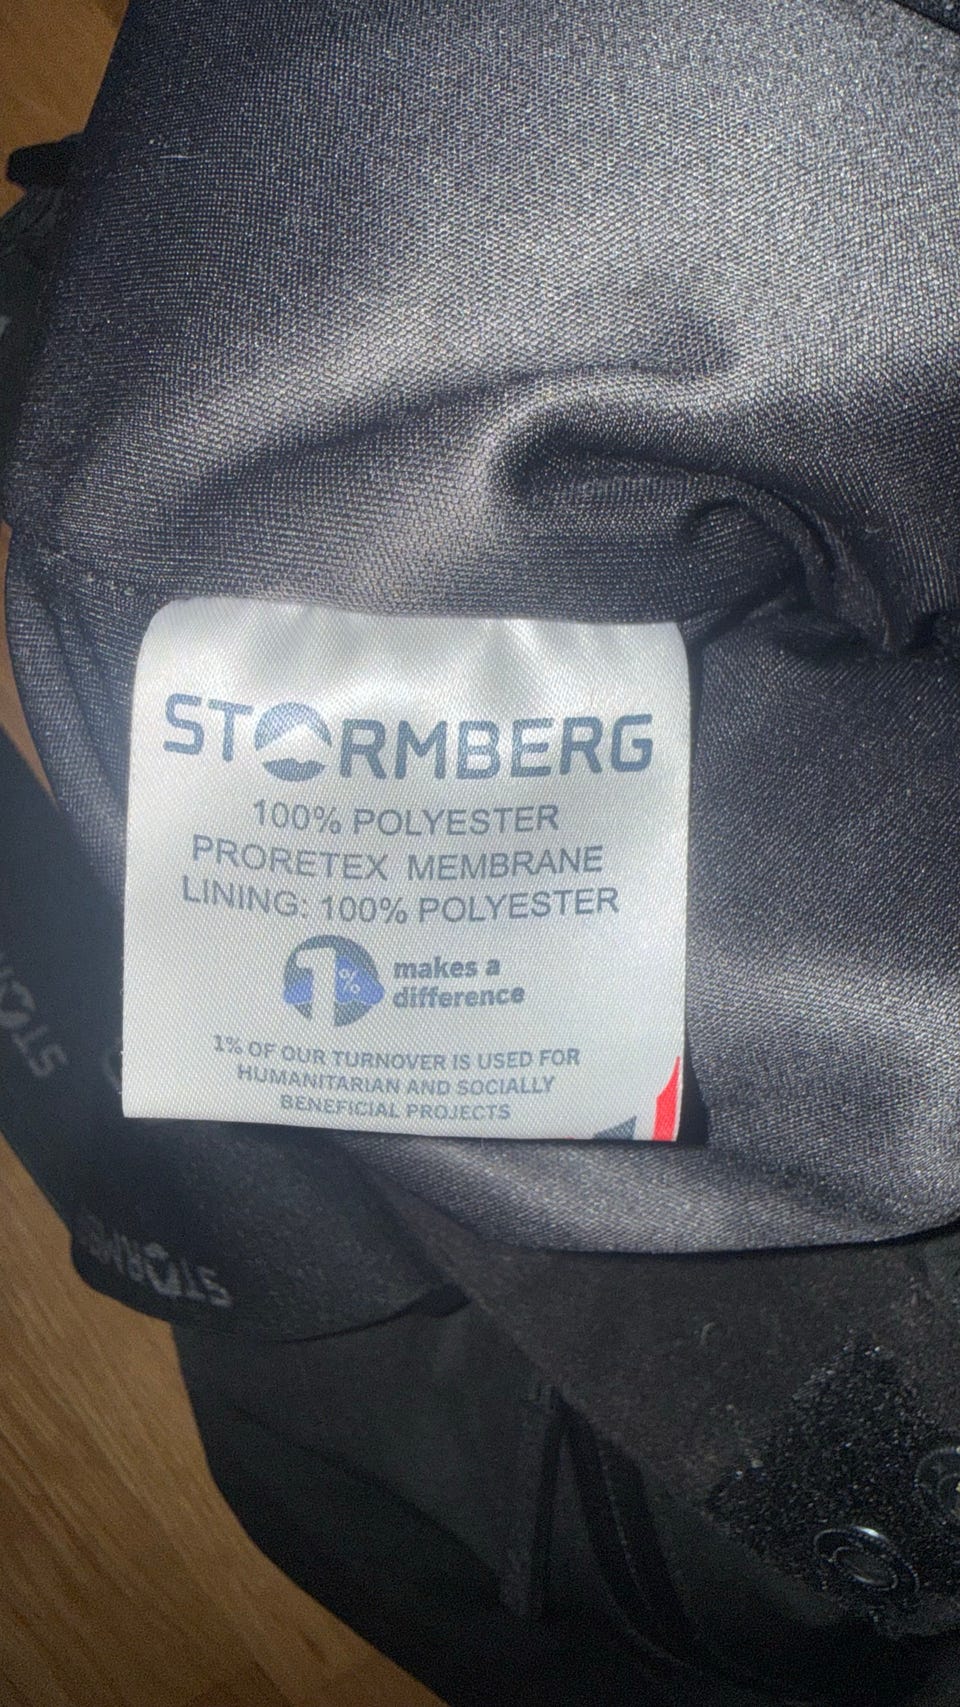 STORMBERG
100% POLYESTER
PRORETEX MEMBRANE
LINING: 100% POLYESTER
1%
makes a
difference
1% OF OUR TURNOVER IS USED FOR
HUMANITARIAN AND SOCIALLY
BENEFICIAL PROJECTS